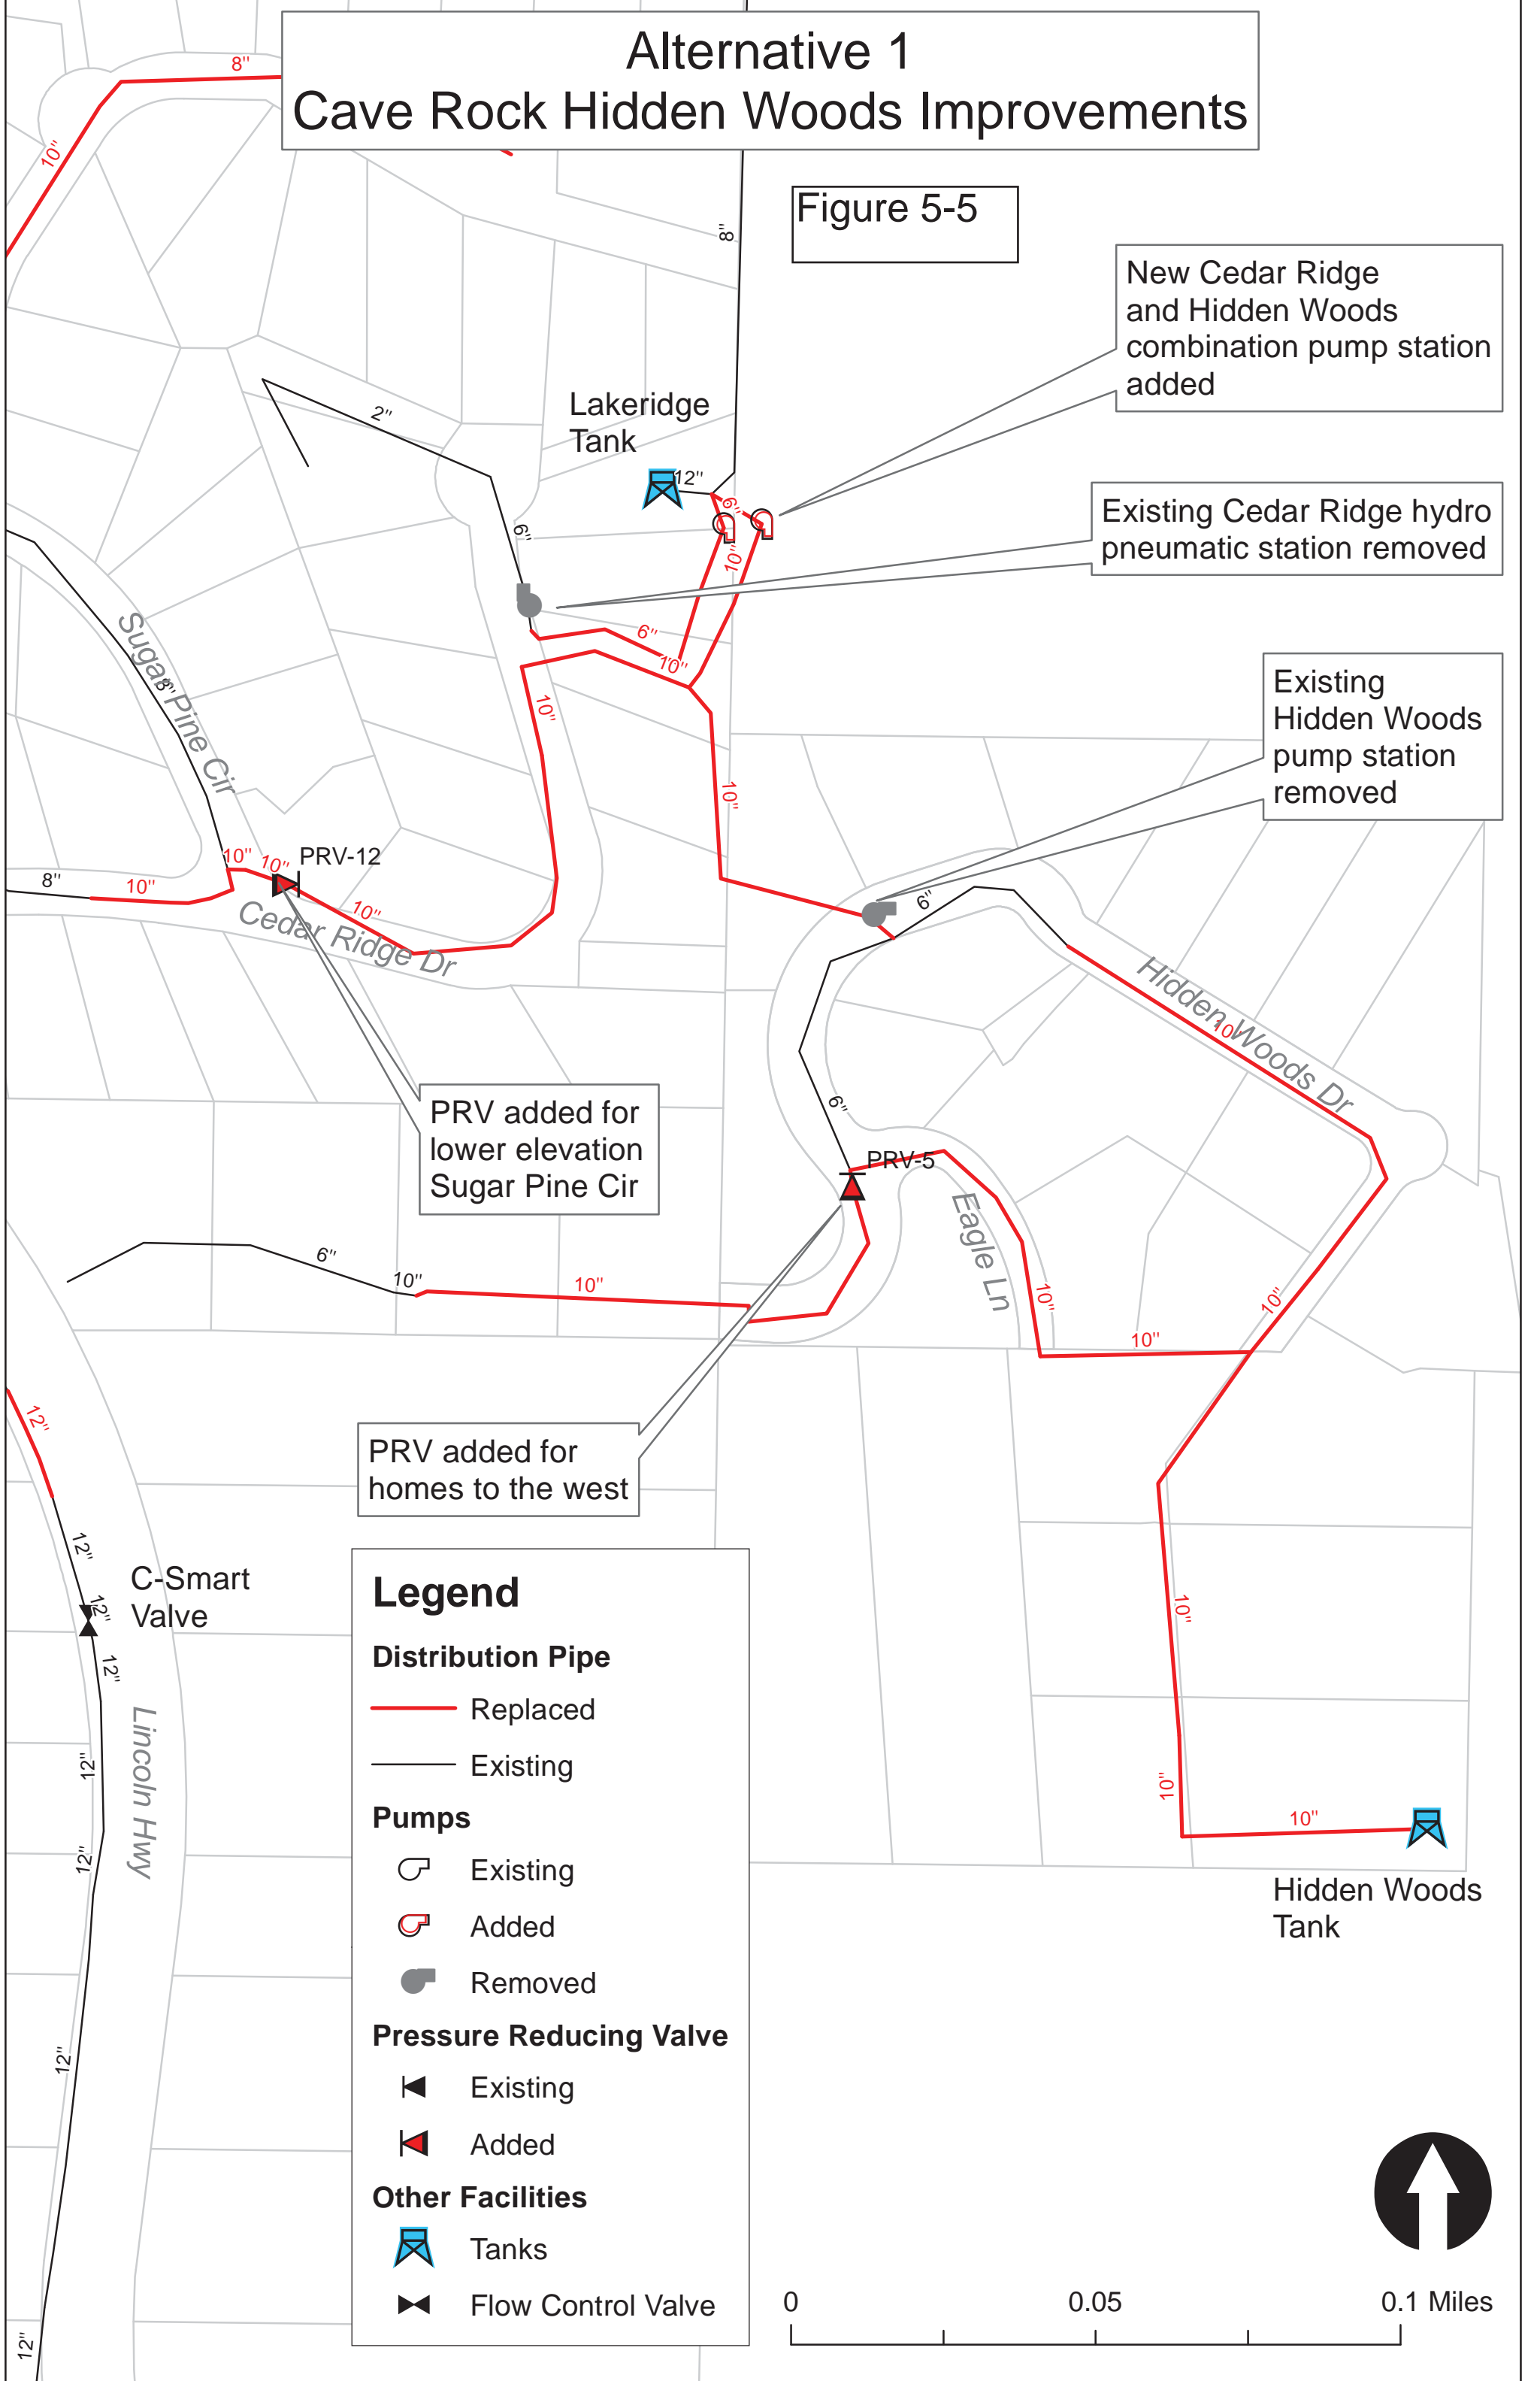 Alternative 1
Cave Rock Hidden Woods Improvements
Figure 5-5
8"
10"
8"
New Cedar Ridge
and Hidden Woods
combination pump station
added
2"
Lakeridge
Tank
12"
6"
10"
6"
Existing Cedar Ridge hydro
pneumatic station removed
6"
10"
10"
Sugar Pine Cir
8"
10"
Existing
Hidden Woods
pump station
removed
10"
10"
PRV-12
8"
10"
10"
Cedar Ridge Dr
6"
Hidden Woods Dr
10"
PRV added for
lower elevation
Sugar Pine Cir
6"
PRV-5
Eagle Ln
6"
10"
10"
10"
10"
10"
12"
PRV added for
homes to the west
12"
C-Smart
Valve
12"
12"
Lincoln Hwy
12"
12"
12"
12"
10"
10"
10"
Hidden Woods
Tank
Legend
Distribution Pipe
Replaced
Existing
Pumps
Existing
Added
Removed
Pressure Reducing Valve
Existing
Added
Other Facilities
Tanks
Flow Control Valve
0 0.05 0.1 Miles